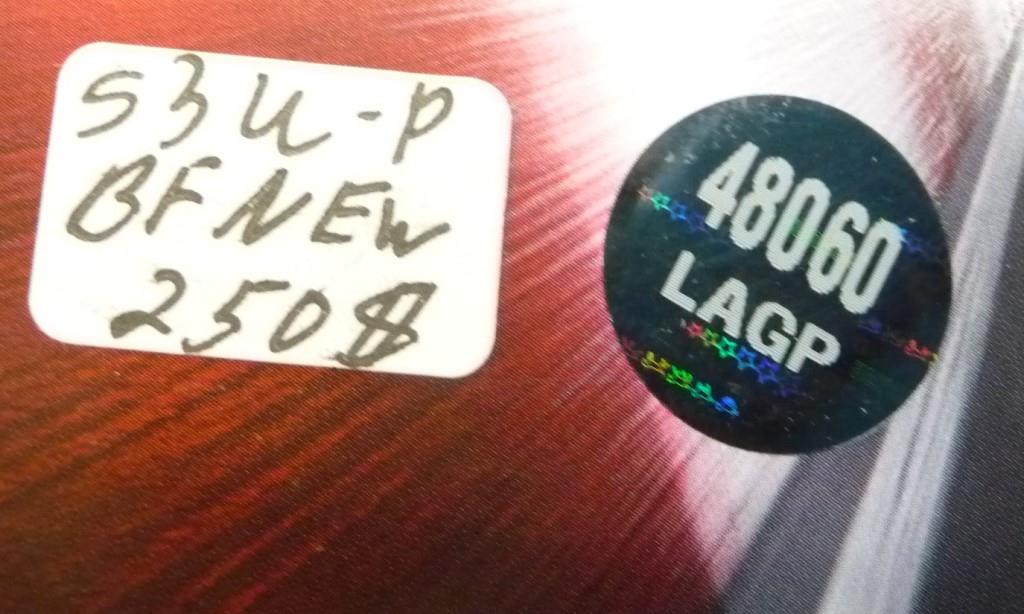 S3U-P
BF NEW
250$
48060
LAGP